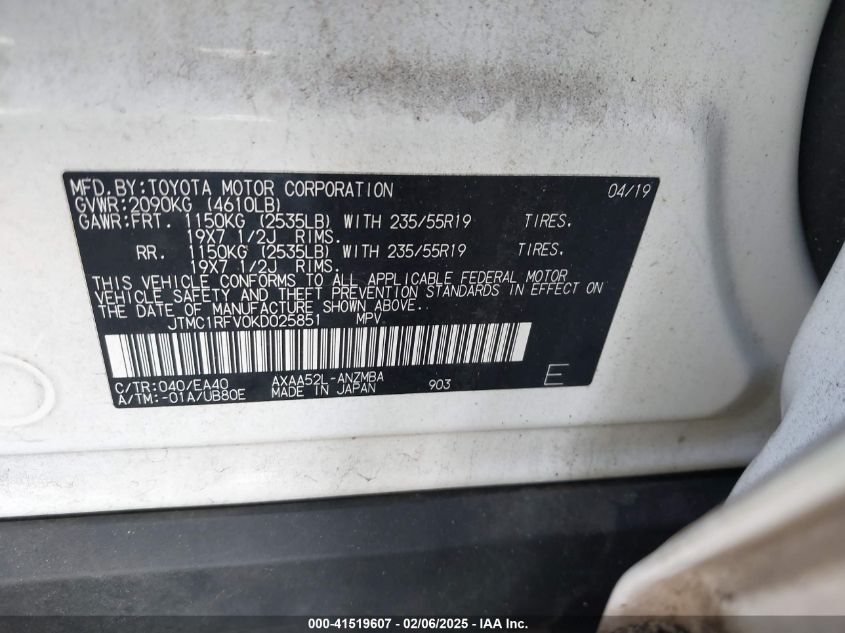 MFD.BY:TOYOTA MOTOR CORPORATION 04/19
GVWR:2090KG (4610LB)
GAWR:FRT. 1150KG (2535LB) WITH 235/55R19 TIRES.
19X7 1/2J RIMS.
RR. 1150KG (2535LB) WITH 235/55R19 TIRES.
19X7 1/2J RIMS.
THIS VEHICLE CONFORMS TO ALL APPLICABLE FEDERAL MOTOR
VEHICLE SAFETY AND THEFT PREVENTION STANDARDS IN EFFECT ON
THE DATE OF MANUFACTURE SHOWN ABOVE.
JTMC1RFV0KD025851 MPV
C/TR:040/EA40 AXAA52L-ANZMBA 903 E
A/TM:-01A/UB80E MADE IN JAPAN
000-41519607 - 02/06/2025 - IAA Inc.